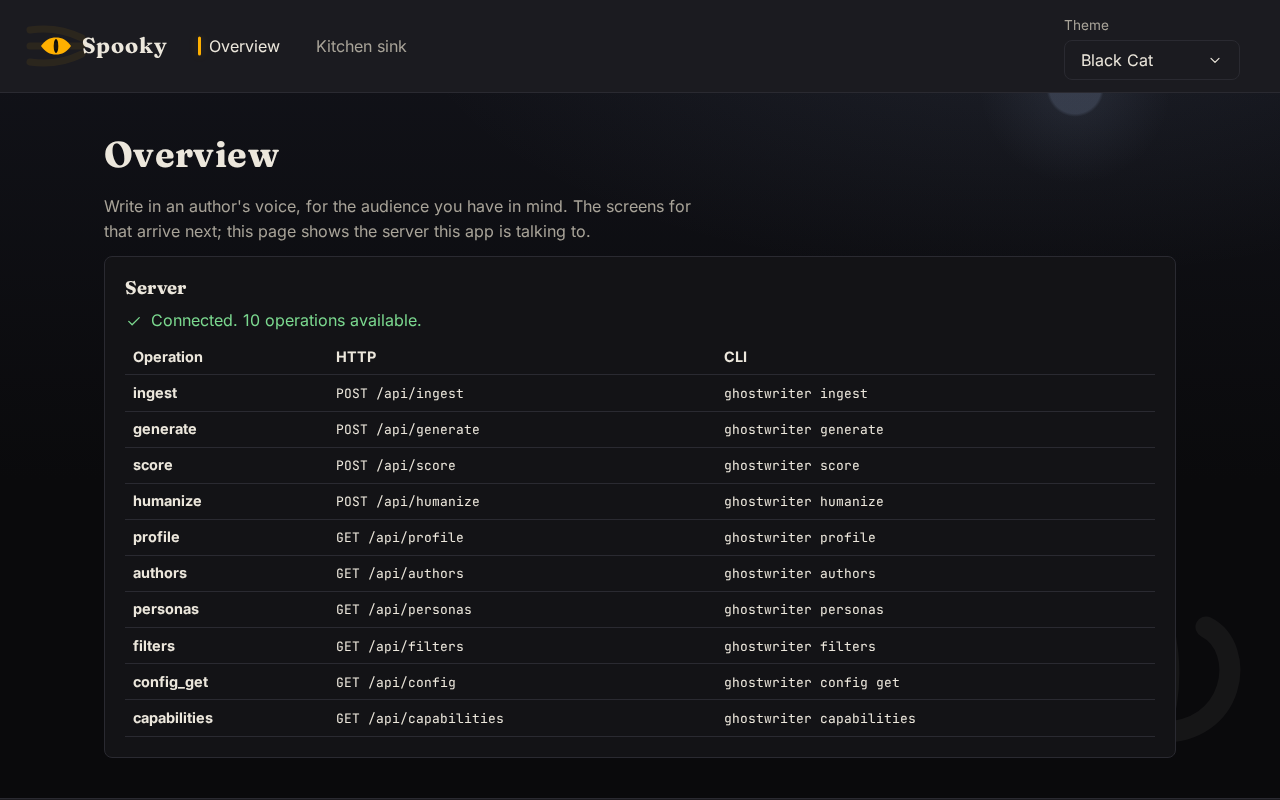 Spooky
Overview
Kitchen sink
Theme
Black Cat
Overview
Write in an author's voice, for the audience you have in mind. The screens for
that arrive next; this page shows the server this app is talking to.
Server
Connected. 10 operations available.
Operation HTTP CLI
ingest POST /api/ingest ghostwriter ingest
generate POST /api/generate ghostwriter generate
score POST /api/score ghostwriter score
humanize POST /api/humanize ghostwriter humanize
profile GET /api/profile ghostwriter profile
authors GET /api/authors ghostwriter authors
personas GET /api/personas ghostwriter personas
filters GET /api/filters ghostwriter filters
config_get GET /api/config ghostwriter config get
capabilities GET /api/capabilities ghostwriter capabilities